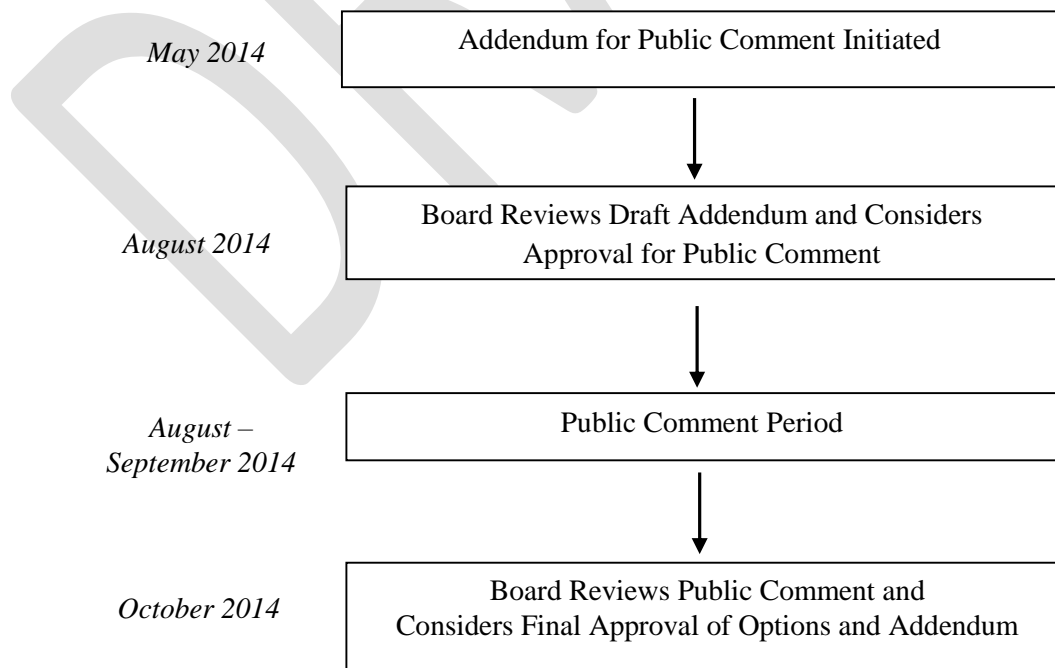 May 2014
Addendum for Public Comment Initiated
August 2014
Board Reviews Draft Addendum and Considers
Approval for Public Comment
August –
September 2014
Public Comment Period
October 2014
Board Reviews Public Comment and
Considers Final Approval of Options and Addendum